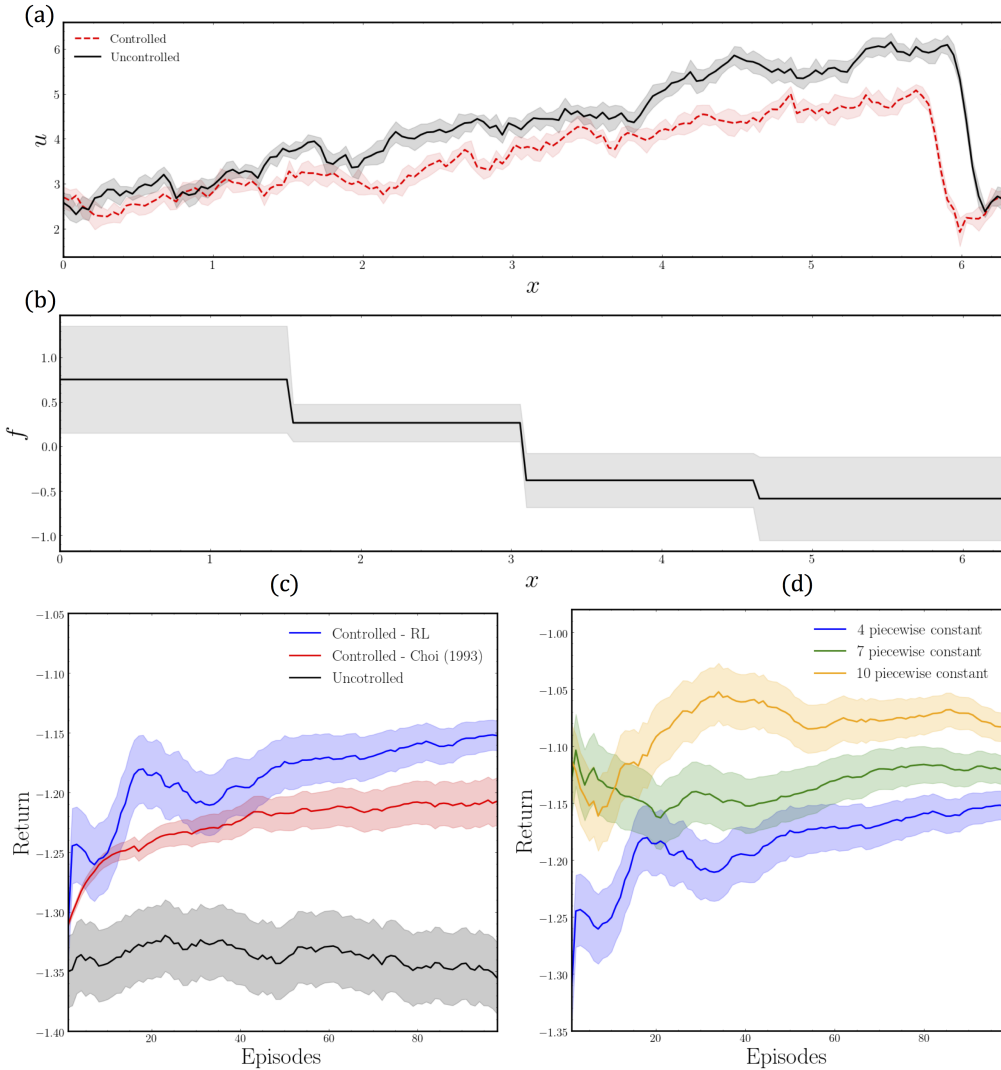 (a)
Controlled
Uncontrolled
6
5
4
3
2
u
0
1
2
3
4
5
6
x
(b)
1.0
0.5
0.0
−0.5
−1.0
f
0
1
2
3
4
5
6
x
(c)
−1.05
−1.10
−1.15
−1.20
−1.25
−1.30
−1.35
−1.40
Return
Controlled - RL
Controlled - Choi (1993)
Uncotrolled
20
40
60
80
Episodes
(d)
−1.00
−1.05
−1.10
−1.15
−1.20
−1.25
−1.30
−1.35
Return
4 piecewise constant
7 piecewise constant
10 piecewise constant
20
40
60
80
Episodes